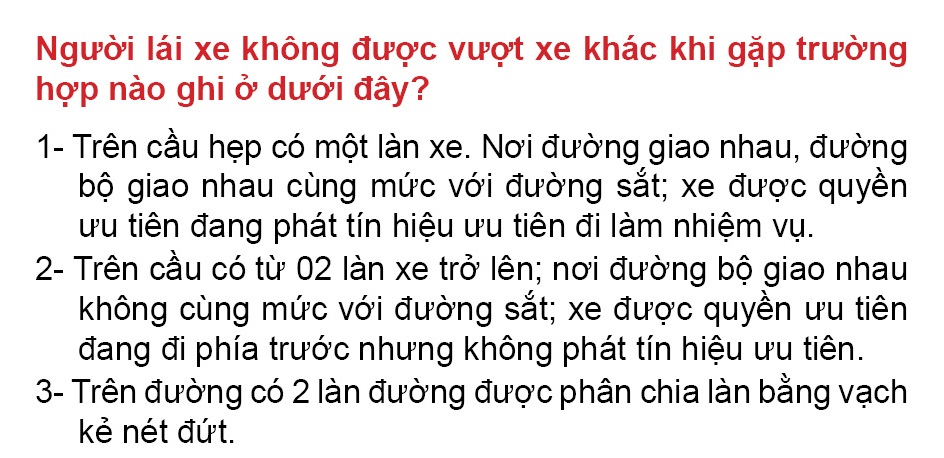 Người lái xe không được vượt xe khác khi gặp trường
hợp nào ghi ở dưới đây?
1- Trên cầu hẹp có một làn xe. Nơi đường giao nhau, đường
bộ giao nhau cùng mức với đường sắt; xe được quyền
ưu tiên đang phát tín hiệu ưu tiên đi làm nhiệm vụ.
2- Trên cầu có từ 02 làn xe trở lên; nơi đường bộ giao nhau
không cùng mức với đường sắt; xe được quyền ưu tiên
đang đi phía trước nhưng không phát tín hiệu ưu tiên.
3- Trên đường có 2 làn đường được phân chia làn bằng vạch
kẻ nét đứt.